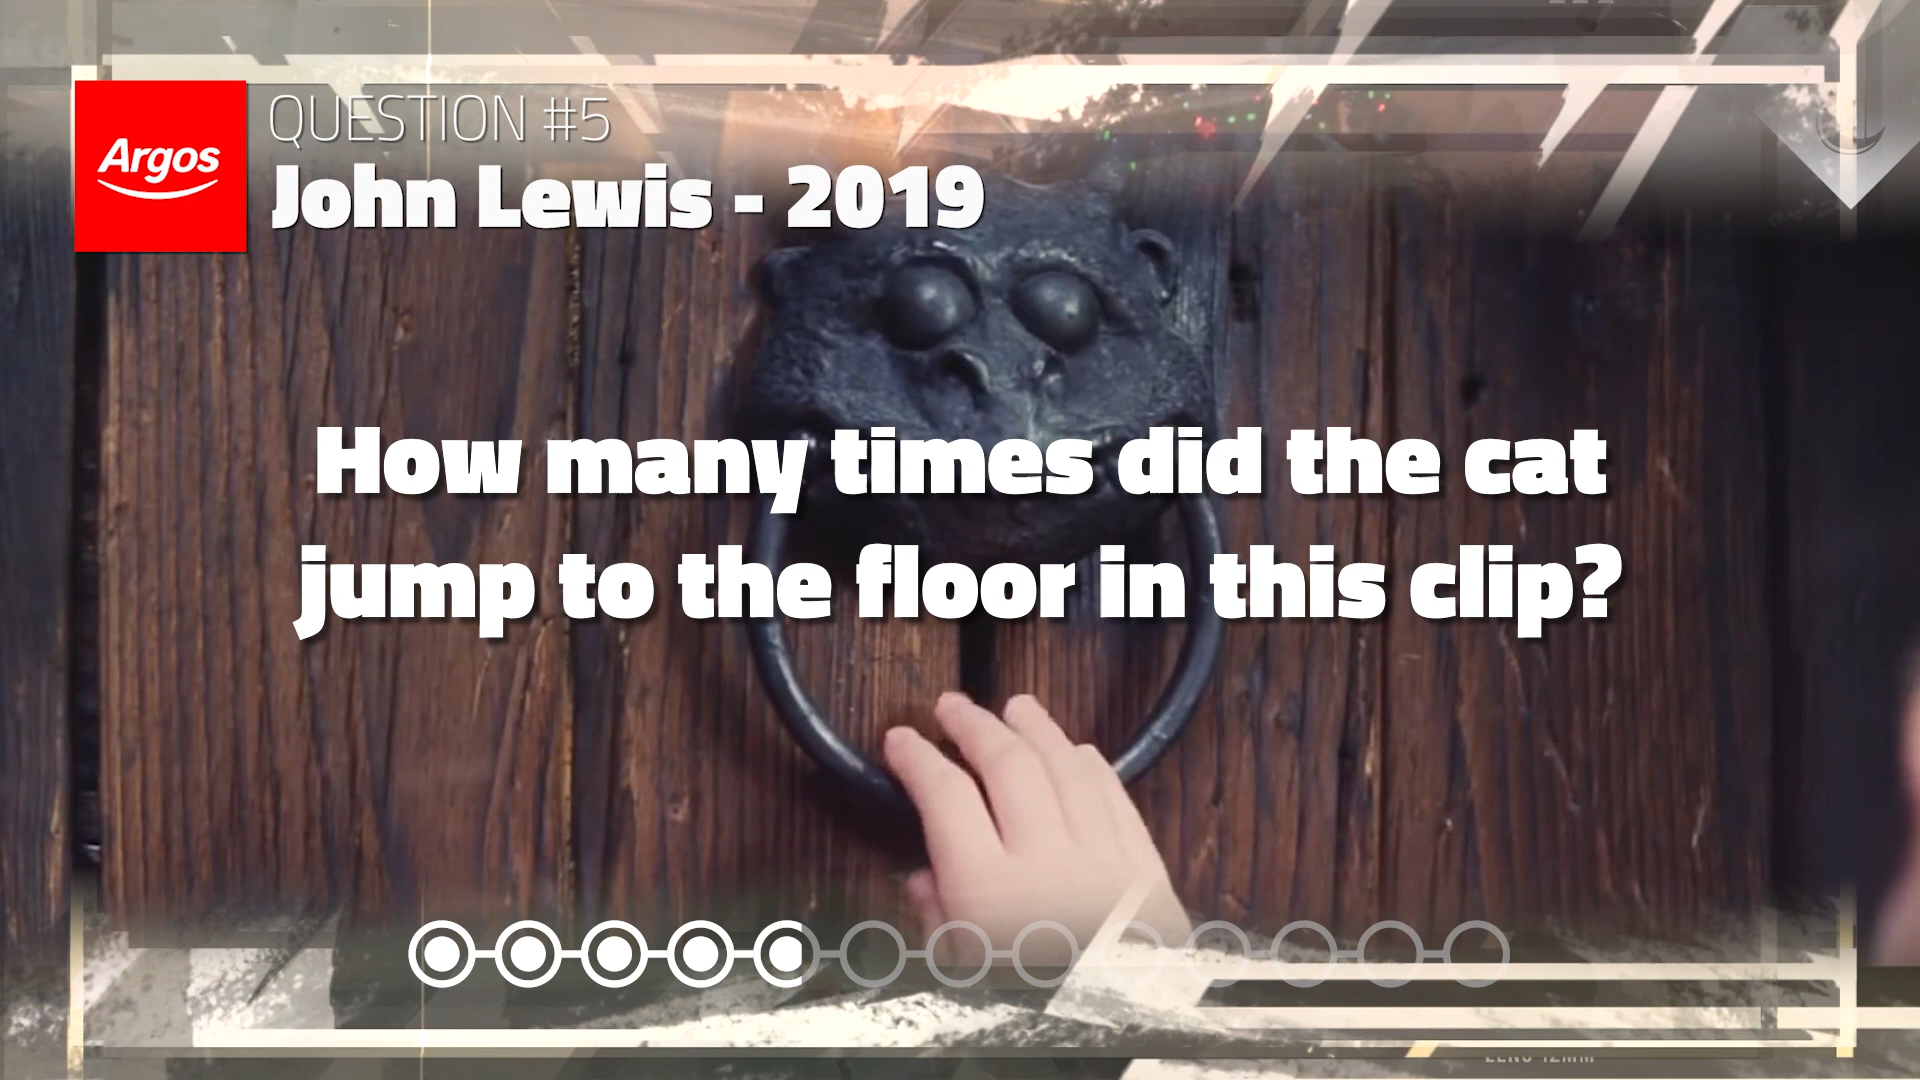 Argos
QUESTION #5
John Lewis - 2019
How many times did the cat
jump to the floor in this clip?